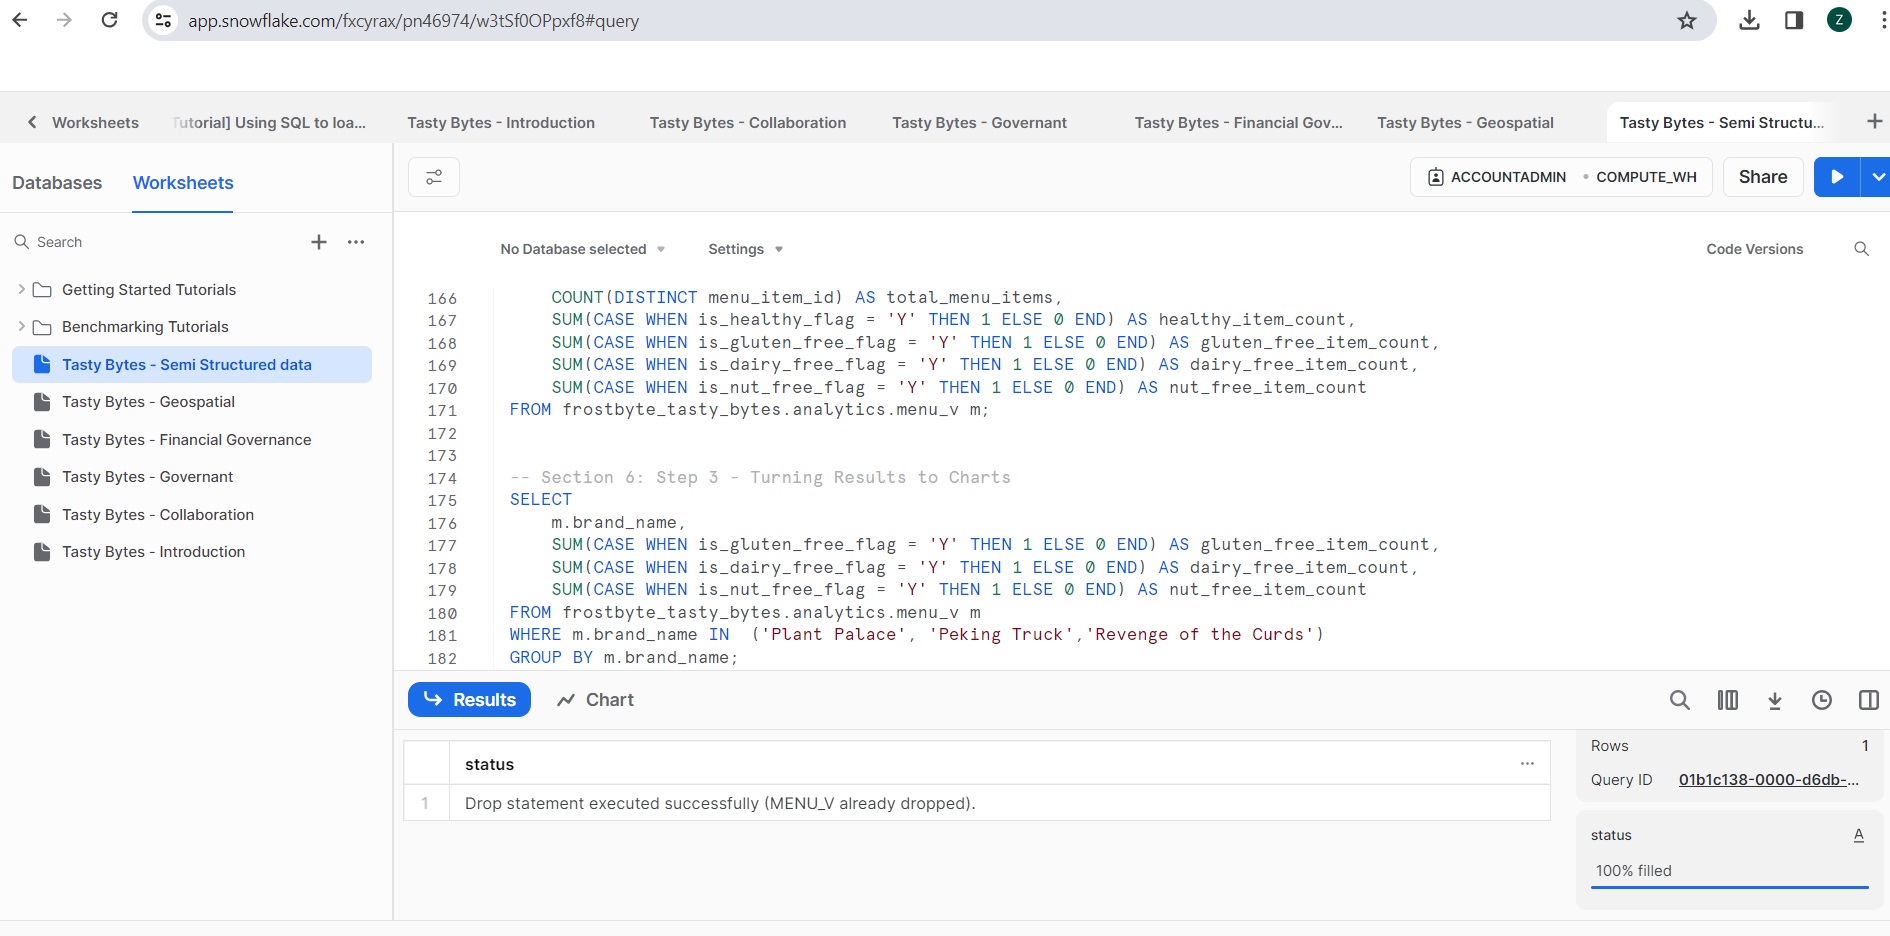 app.snowflake.com/fxcyrax/pn46974/w3tSf0OPpxf8#query
Z
Worksheets
Tutorial] Using SQL to loa...
Tasty Bytes - Introduction
Tasty Bytes - Collaboration
Tasty Bytes - Governant
Tasty Bytes - Financial Gov...
Tasty Bytes - Geospatial
Tasty Bytes - Semi Structu...
Databases
Worksheets
ACCOUNTADMIN
COMPUTE_WH
Share
Search
Getting Started Tutorials
Benchmarking Tutorials
Tasty Bytes - Semi Structured data
Tasty Bytes - Geospatial
Tasty Bytes - Financial Governance
Tasty Bytes - Governant
Tasty Bytes - Collaboration
Tasty Bytes - Introduction
No Database selected
Settings
Code Versions
166 COUNT(DISTINCT menu_item_id) AS total_menu_items,
167 SUM(CASE WHEN is_healthy_flag = 'Y' THEN 1 ELSE 0 END) AS healthy_item_count,
168 SUM(CASE WHEN is_gluten_free_flag = 'Y' THEN 1 ELSE 0 END) AS gluten_free_item_count,
169 SUM(CASE WHEN is_dairy_free_flag = 'Y' THEN 1 ELSE 0 END) AS dairy_free_item_count,
170 SUM(CASE WHEN is_nut_free_flag = 'Y' THEN 1 ELSE 0 END) AS nut_free_item_count
171 FROM frostbyte_tasty_bytes.analytics.menu_v m;
172
173
174 -- Section 6: Step 3 - Turning Results to Charts
175 SELECT
176 m.brand_name,
177 SUM(CASE WHEN is_gluten_free_flag = 'Y' THEN 1 ELSE 0 END) AS gluten_free_item_count,
178 SUM(CASE WHEN is_dairy_free_flag = 'Y' THEN 1 ELSE 0 END) AS dairy_free_item_count,
179 SUM(CASE WHEN is_nut_free_flag = 'Y' THEN 1 ELSE 0 END) AS nut_free_item_count
180 FROM frostbyte_tasty_bytes.analytics.menu_v m
181 WHERE m.brand_name IN  ('Plant Palace', 'Peking Truck','Revenge of the Curds')
182 GROUP BY m.brand_name;
Results
Chart
status
1 Drop statement executed successfully (MENU_V already dropped).
Rows 1
Query ID 01b1c138-0000-d6db-...
status A
100% filled